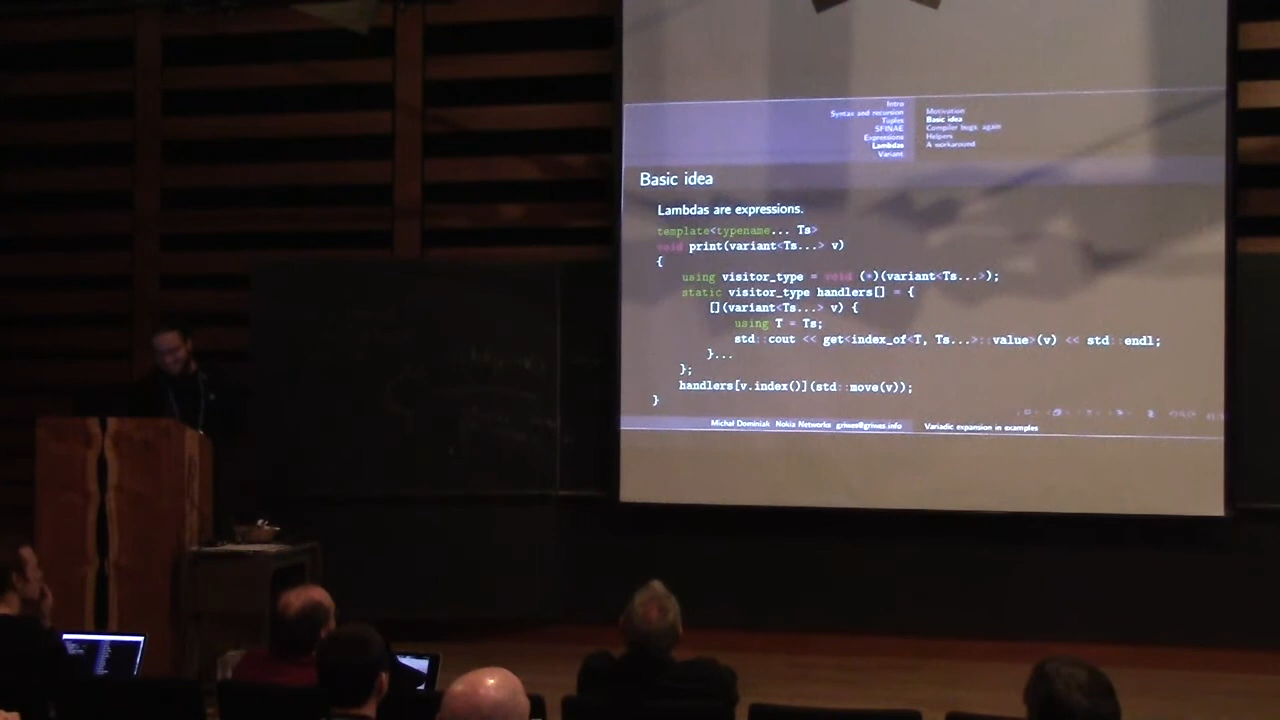 Intro
Syntax and recursion
Tuples
SFINAE
Expressions
Lambdas
Variant
Motivation
Basic idea
Compiler bugs, again
Helpers
A workaround
Basic idea
Lambdas are expressions.
template<typename... Ts>
void print(variant<Ts...> v)
{
using visitor_type = void (*)(variant<Ts...>);
static visitor_type handlers[] = {
[](variant<Ts...> v) {
using T = Ts;
std::cout << get<index_of<T, Ts...>::value>(v) << std::endl;
}...
};
handlers[v.index()](std::move(v));
}
Michał Dominiak Nokia Networks griwes@griwes.info
Variadic expansion in examples